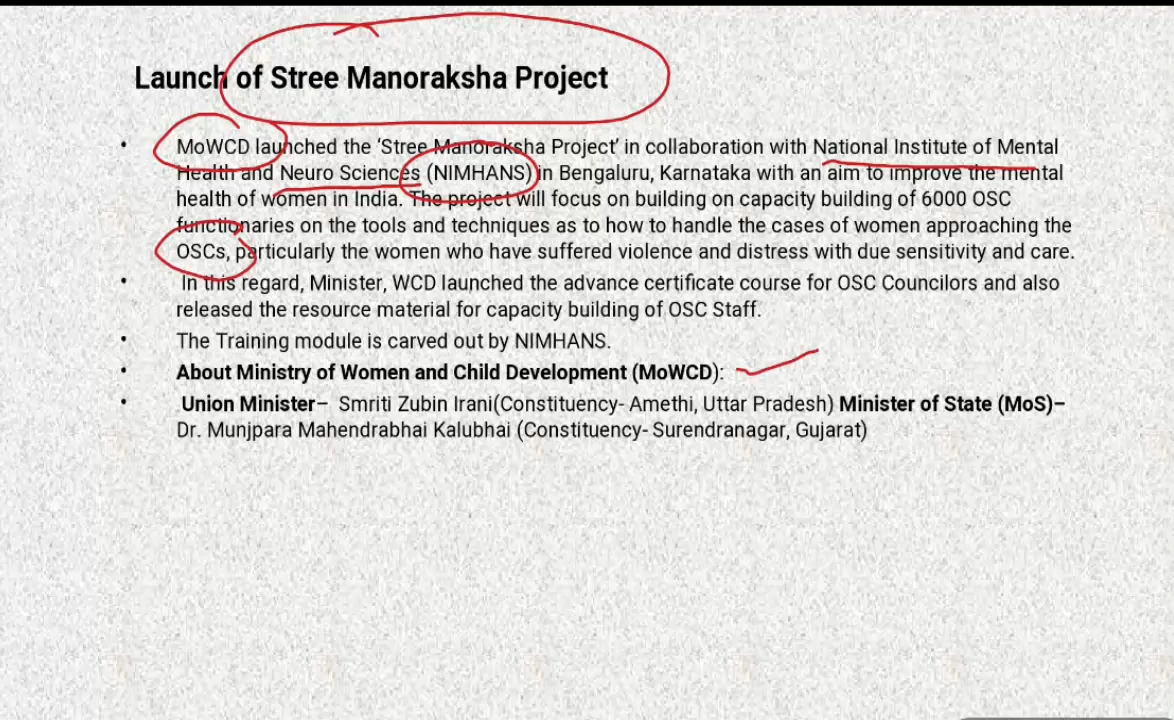 Launch of Stree Manoraksha Project
• MoWCD launched the ‘Stree Manoraksha Project’ in collaboration with National Institute of Mental
Health and Neuro Sciences (NIMHANS) in Bengaluru, Karnataka with an aim to improve the mental
health of women in India. The project will focus on building on capacity building of 6000 OSC
functionaries on the tools and techniques as to how to handle the cases of women approaching the
OSCs, particularly the women who have suffered violence and distress with due sensitivity and care.
• In this regard, Minister, WCD launched the advance certificate course for OSC Councilors and also
released the resource material for capacity building of OSC Staff.
• The Training module is carved out by NIMHANS.
• About Ministry of Women and Child Development (MoWCD):
• Union Minister– Smriti Zubin Irani(Constituency- Amethi, Uttar Pradesh) Minister of State (MoS)–
Dr. Munjpara Mahendrabhai Kalubhai (Constituency- Surendranagar, Gujarat)